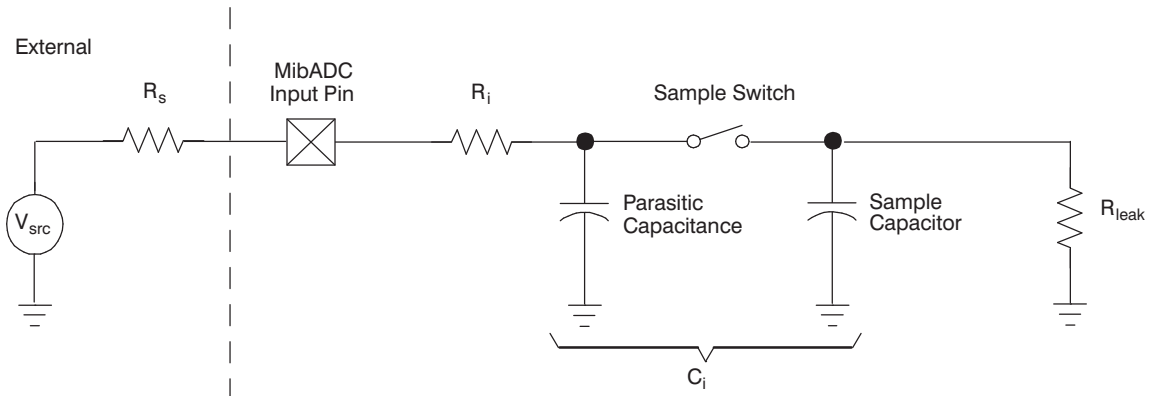 External
R_s
MibADC
Input Pin
R_i
Sample Switch
V_src
Parasitic
Capacitance
Sample
Capacitor
R_leak
C_i